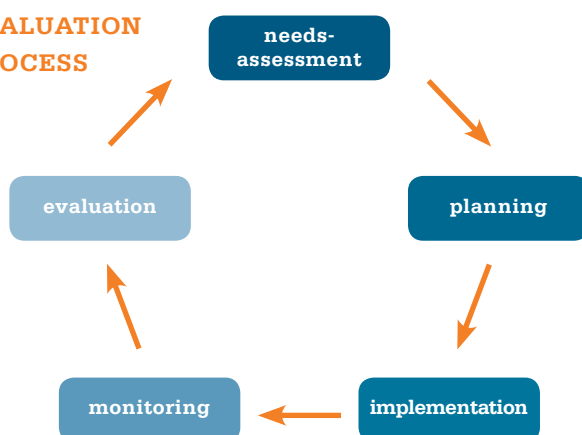 ALUATION
OCESS
needs-
assessment
planning
implementation
monitoring
evaluation